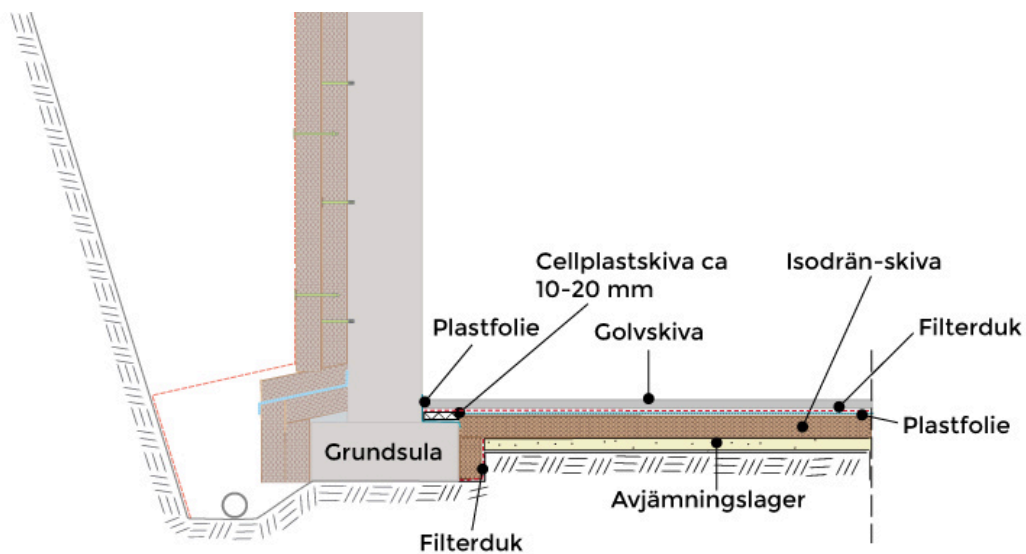 Cellplastskiva ca
10-20 mm
Isodrän-skiva
Plastfolie
Golvskiva
Filterduk
Plastfolie
Grundsula
Avjämningslager
Filterduk